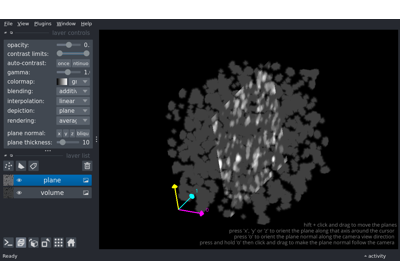 File View Plugins Window Help
layer controls
opacity: 0.
contrast limits:
auto-contrast: once
gamma: 1.
colormap:
blending: additiv
interpolation: linear
depiction: plane
rendering: averag
plane normal: x y z
plane thickness: 10
layer list
plane
volume
shift + click and drag to move the plane
press 'x', 'y' or 'z' to orient the plane along that axis around the cursor
press 'o' to orient the plane normal along the camera view direction
press and hold 'o' then click and drag to make the plane normal follow the camera
Ready
activity